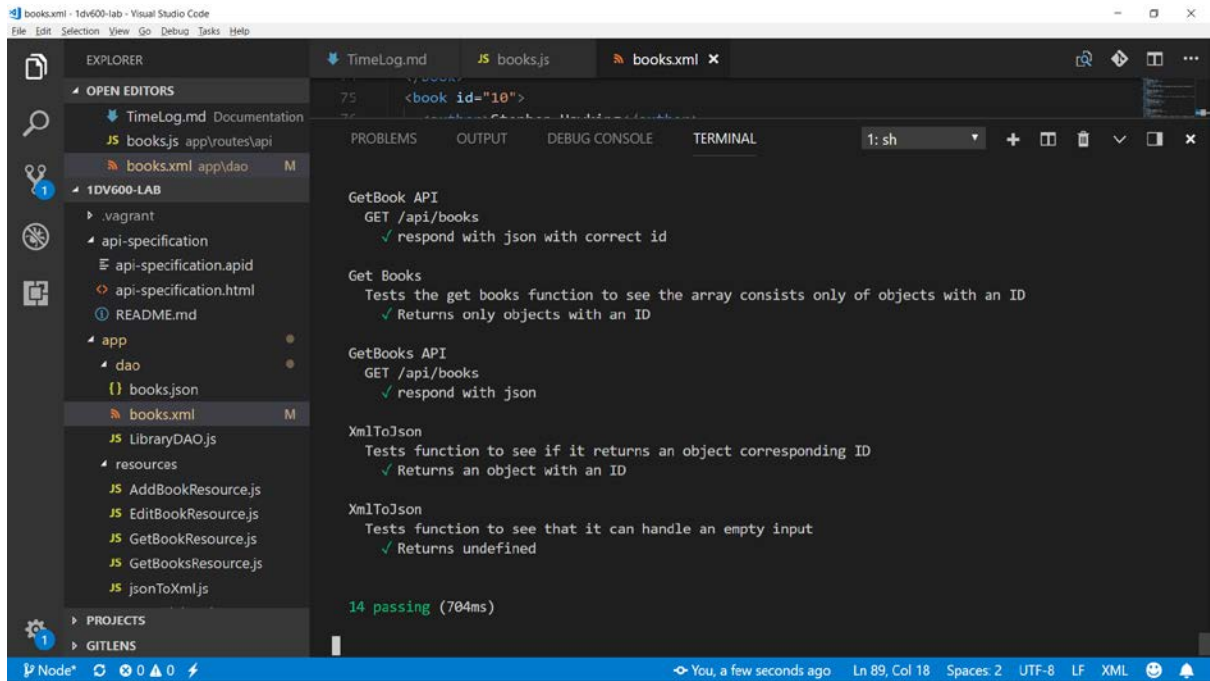 books.xml - 1dv600-lab - Visual Studio Code
File Edit Selection View Go Debug Tasks Help
EXPLORER
OPEN EDITORS
TimeLog.md Documentation
JS books.js app\routes\api
books.xml app\dao M
1DV600-LAB
.vagrant
api-specification
api-specification.apid
api-specification.html
README.md
app
dao
{} books.json
books.xml M
JS LibraryDAO.js
resources
JS AddBookResource.js
JS EditBookResource.js
JS GetBookResource.js
JS GetBooksResource.js
JS jsonToXml.js
PROJECTS
GITLENS
1
1
TimeLog.md JS books.js books.xml
75 <book id="10">
PROBLEMS OUTPUT DEBUG CONSOLE TERMINAL 1: sh
GetBook API
GET /api/books
√ respond with json with correct id
Get Books
Tests the get books function to see the array consists only of objects with an ID
√ Returns only objects with an ID
GetBooks API
GET /api/books
√ respond with json
XmlToJson
Tests function to see if it returns an object corresponding ID
√ Returns an object with an ID
XmlToJson
Tests function to see that it can handle an empty input
√ Returns undefined
14 passing (704ms)
Node* 0 0 You, a few seconds ago Ln 89, Col 18 Spaces: 2 UTF-8 LF XML